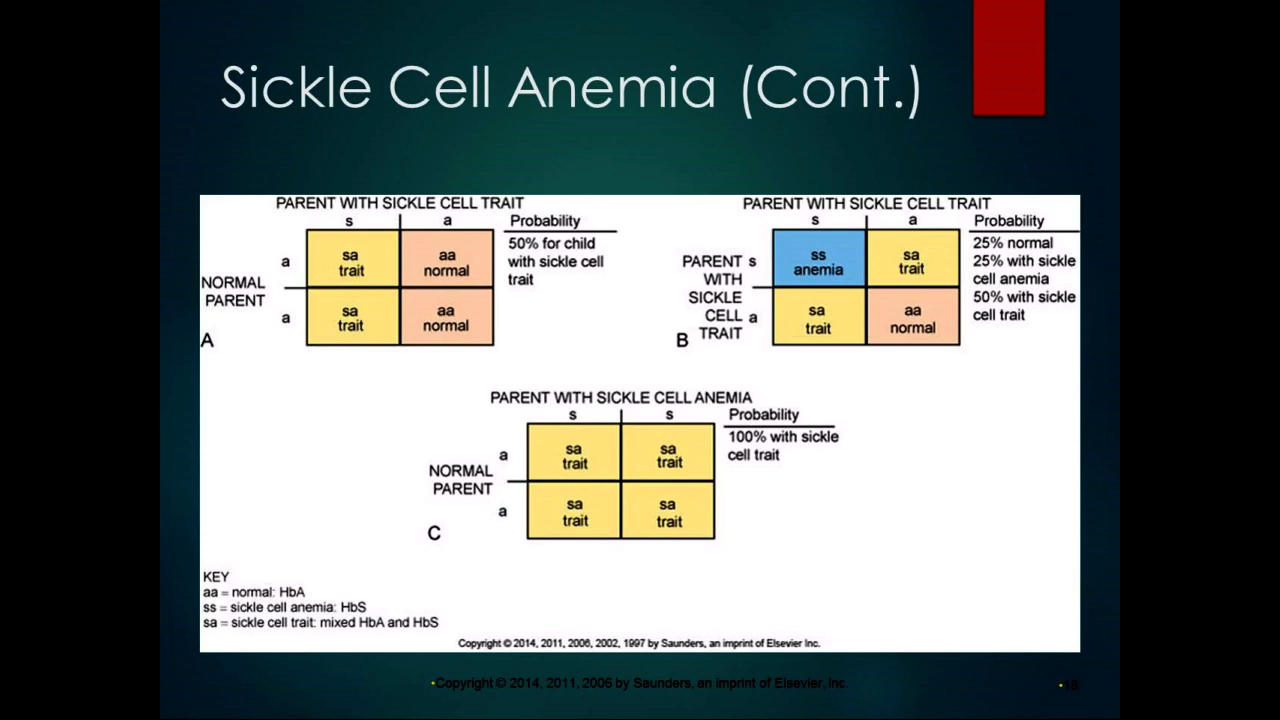 Sickle Cell Anemia (Cont.)
PARENT WITH SICKLE CELL TRAIT
s a
Probability
50% for child
with sickle cell
trait
NORMAL
PARENT
a
sa
trait
aa
normal
a
sa
trait
aa
normal
A
PARENT WITH SICKLE CELL TRAIT
s a
Probability
25% normal
25% with sickle
cell anemia
50% with sickle
cell trait
PARENT
WITH
SICKLE
CELL
TRAIT
s
ss
anemia
sa
trait
a
sa
trait
aa
normal
B
PARENT WITH SICKLE CELL ANEMIA
s s
Probability
100% with sickle
cell trait
NORMAL
PARENT
a
sa
trait
sa
trait
a
sa
trait
sa
trait
C
KEY
aa = normal: HbA
ss = sickle cell anemia: HbS
sa = sickle cell trait: mixed HbA and HbS
Copyright © 2014, 2011, 2006, 2002, 1997 by Saunders, an imprint of Elsevier Inc.
•Copyright © 2014, 2011, 2006 by Saunders, an imprint of Elsevier, Inc.